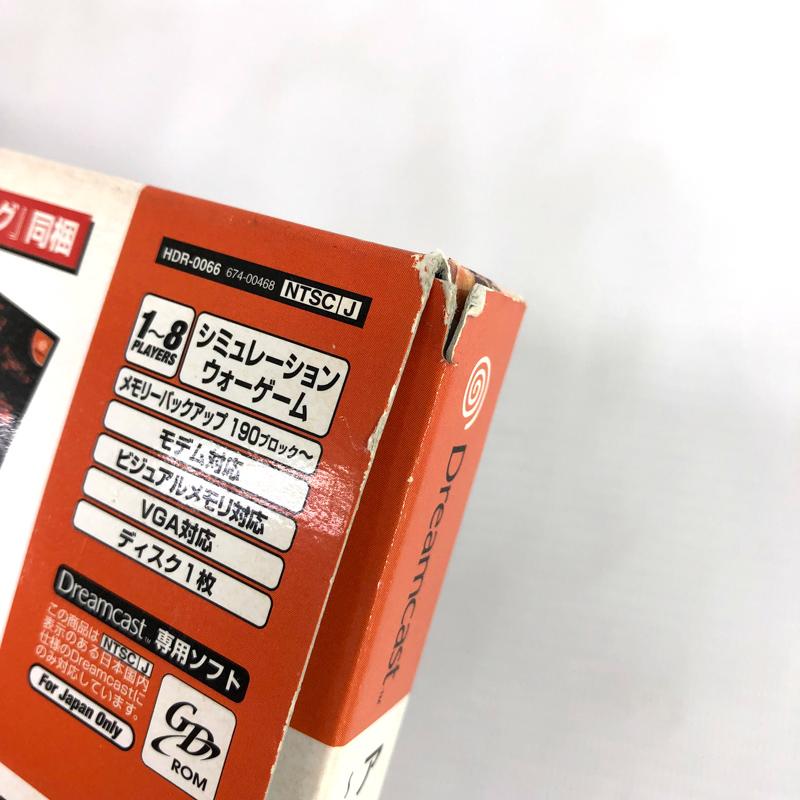 グ』同梱
HDR-0066 674-00468 NTSC J
1〜8
PLAYERS
シミュレーション
ウォーゲーム
メモリーバックアップ 190ブロック〜
モデム対応
ビジュアルメモリ対応
VGA対応
ディスク1枚
Dreamcast™ 専用ソフト
この商品は NTSC J
表示のある日本国内
仕様のDreamcastに
のみ対応しています。
For Japan Only
GD
ROM
Dreamcast™
ア